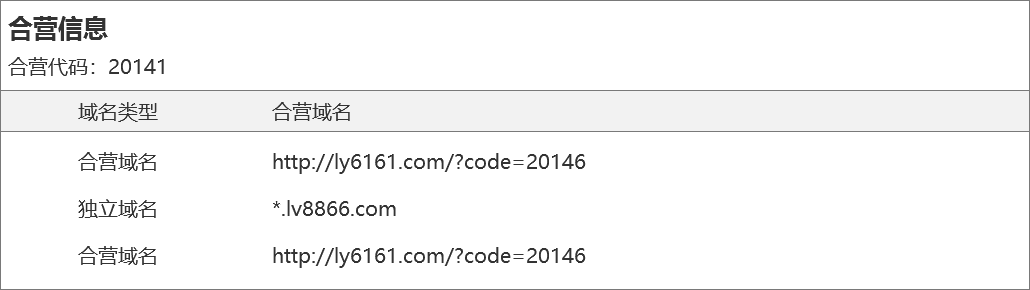 合营信息
合营代码：20141
域名类型 合营域名
合营域名 http://ly6161.com/?code=20146
独立域名 *.lv8866.com
合营域名 http://ly6161.com/?code=20146